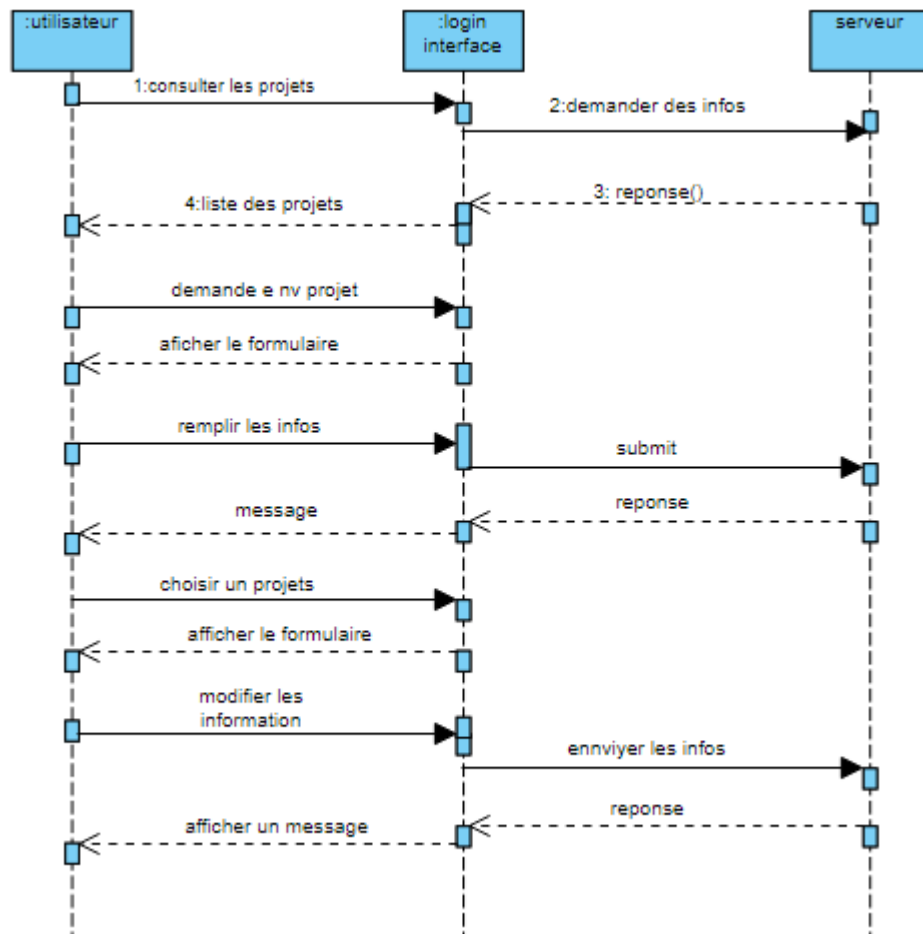 :utilisateur
:login
interface
serveur
1:consulter les projets
2:demander des infos
3: reponse()
4:liste des projets
demande e nv projet
aficher le formulaire
remplir les infos
submit
reponse
message
choisir un projets
afficher le formulaire
modifier les
information
ennviyer les infos
reponse
afficher un message